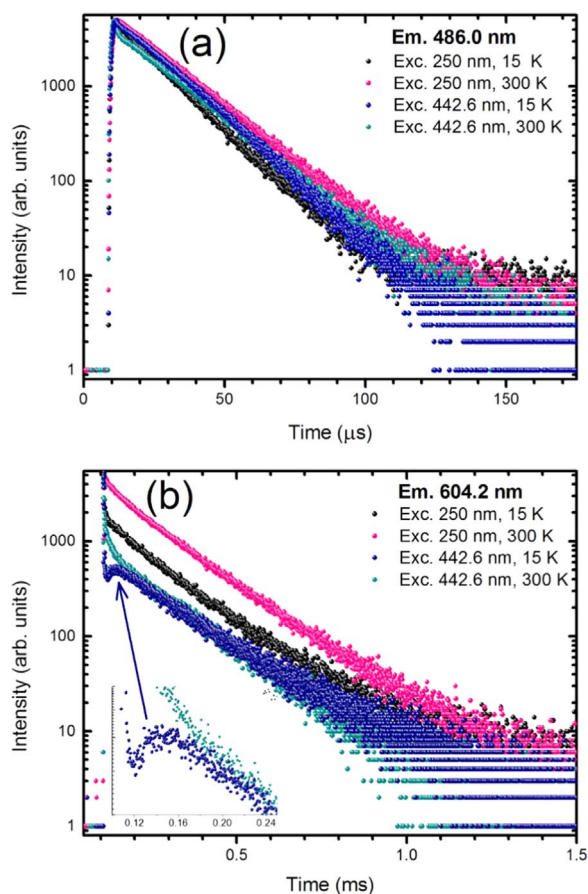 (a)
Em. 486.0 nm
Exc. 250 nm, 15 K
Exc. 250 nm, 300 K
Exc. 442.6 nm, 15 K
Exc. 442.6 nm, 300 K
Intensity (arb. units)
1000
100
10
1
0 50 100 150
Time (μs)
(b)
Em. 604.2 nm
Exc. 250 nm, 15 K
Exc. 250 nm, 300 K
Exc. 442.6 nm, 15 K
Exc. 442.6 nm, 300 K
Intensity (arb. units)
1000
100
10
1
0.12 0.16 0.20 0.24
0.5 1.0 1.5
Time (ms)